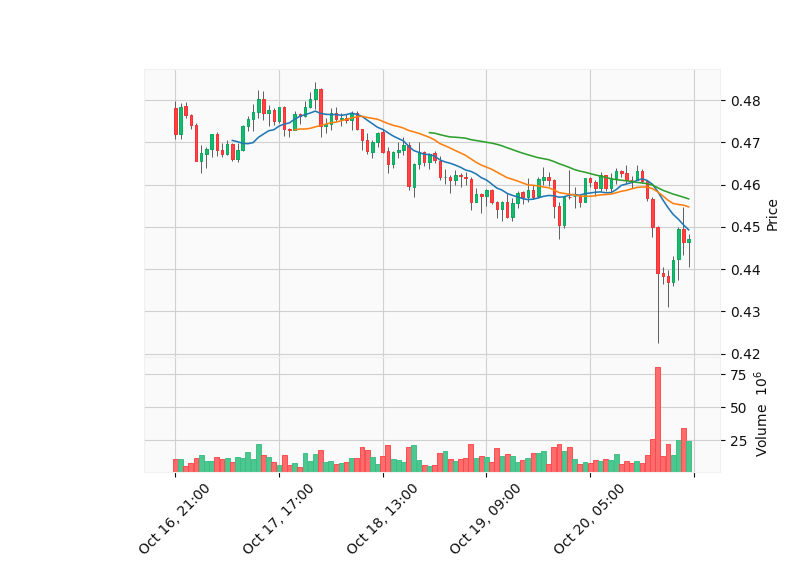 0.48
0.47
0.46
0.45
0.44
0.43
0.42
Price
75
50
25
Volume 10⁶
Oct 16, 21:00
Oct 17, 17:00
Oct 18, 13:00
Oct 19, 09:00
Oct 20, 05:00